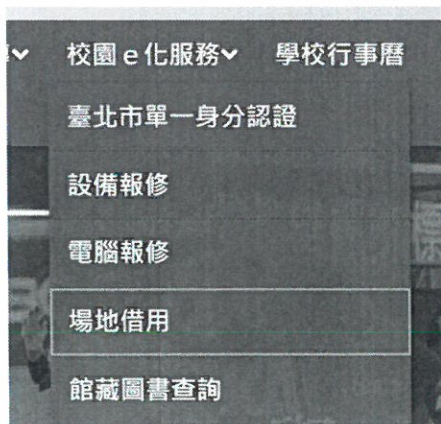 校園 e 化服務 學校行事曆
臺北市單一身分認證
設備報修
電腦報修
場地借用
館藏圖書查詢